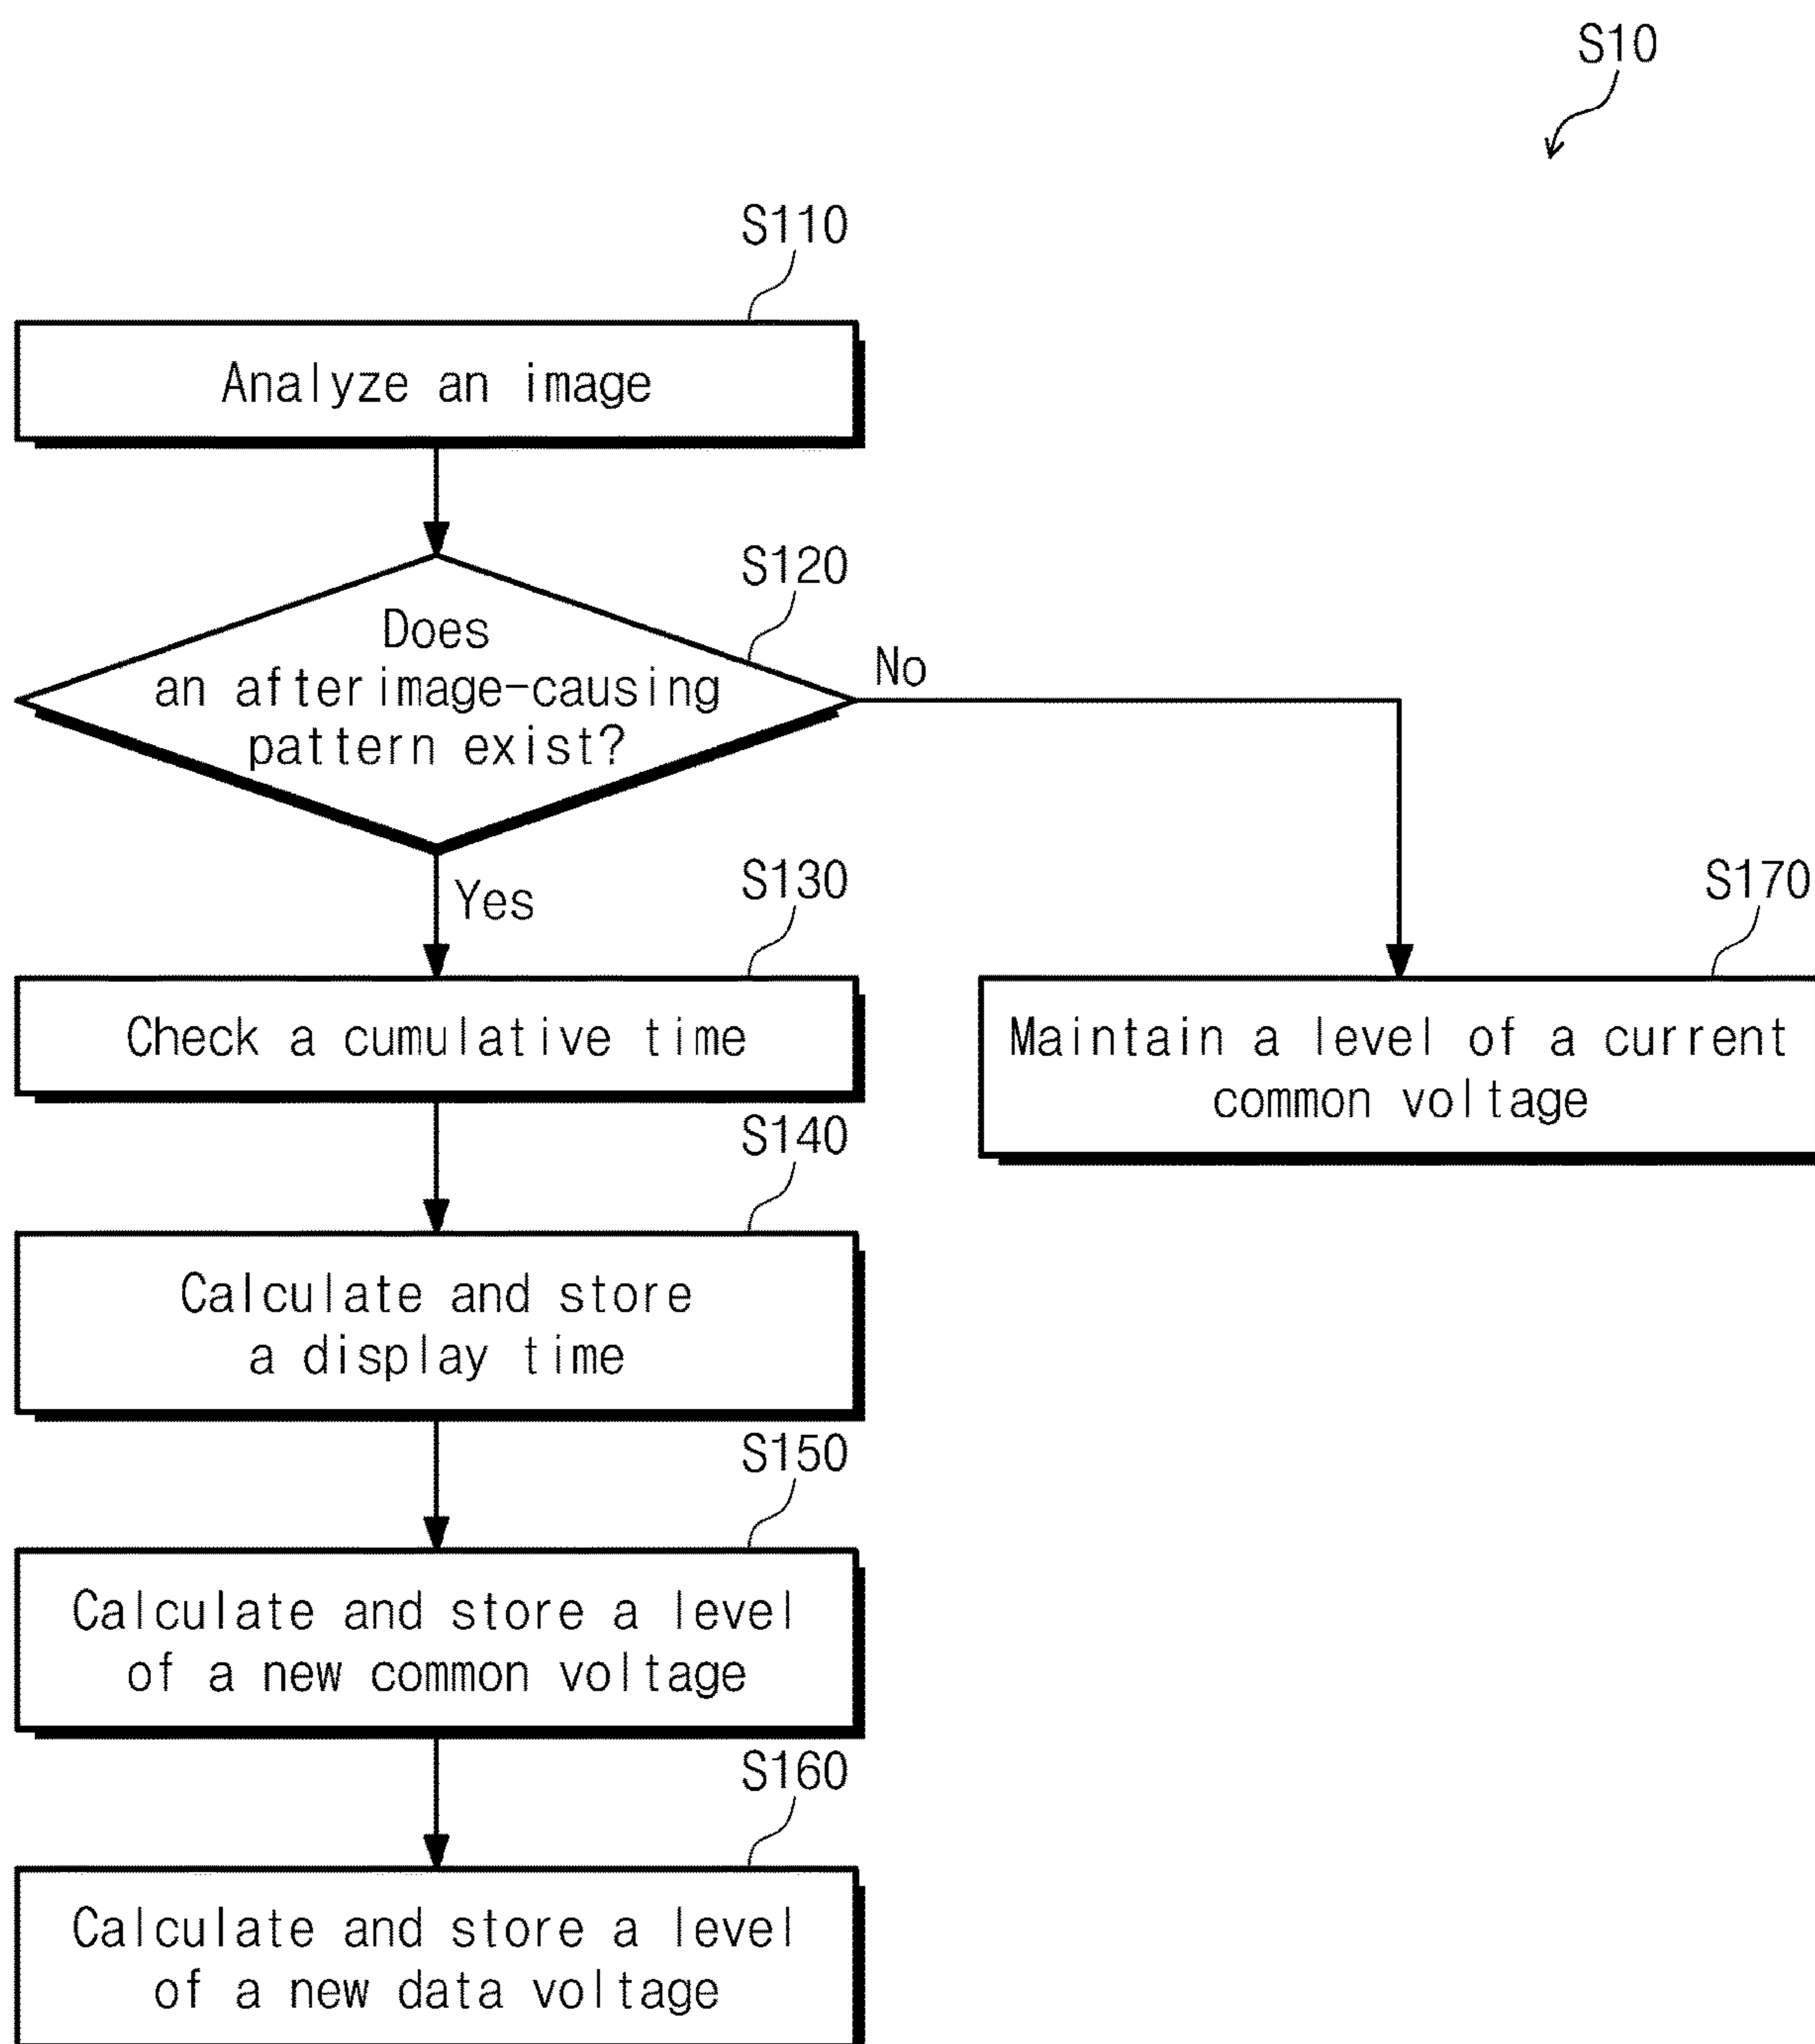 S10
S110
Analyze an image
S120
Does
an afterimage-causing
pattern exist?
No
Yes
S130
Check a cumulative time
S170
Maintain a level of a current
common voltage
S140
Calculate and store
a display time
S150
Calculate and store a level
of a new common voltage
S160
Calculate and store a level
of a new data voltage